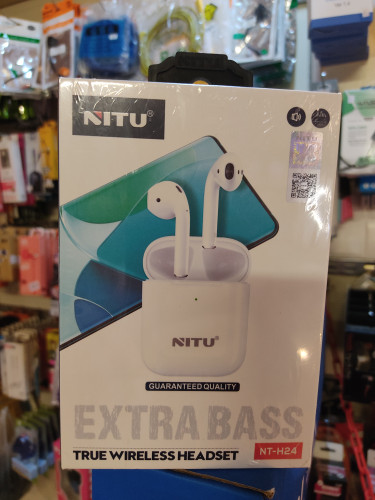 NITU®
NITU®
GUARANTEED QUALITY
EXTRA BASS
TRUE WIRELESS HEADSET
NT-H24